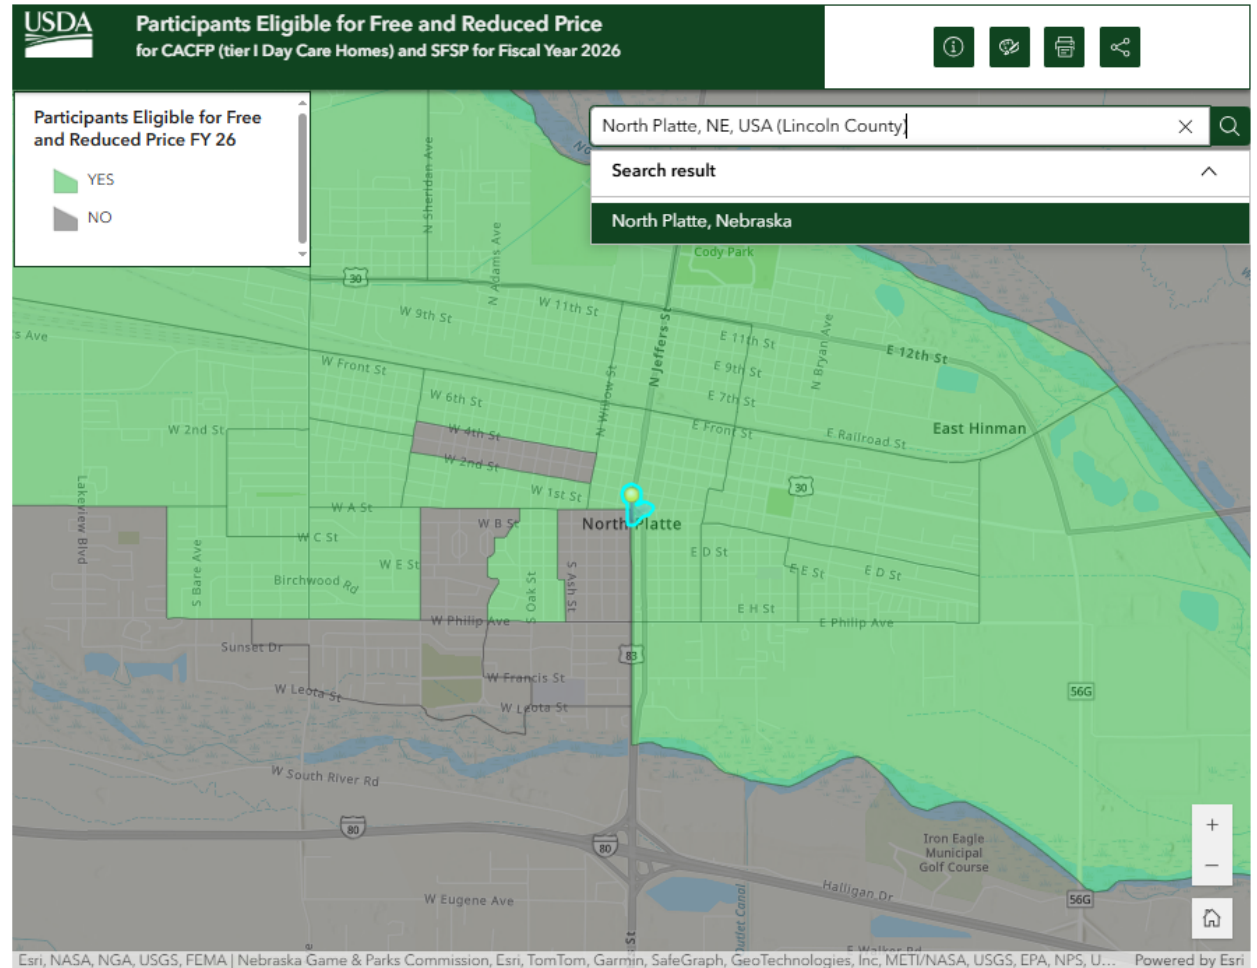 USDA
Participants Eligible for Free and Reduced Price
for CACFP (tier I Day Care Homes) and SFSP for Fiscal Year 2026
Participants Eligible for Free
and Reduced Price FY 26
YES
NO
North Platte, NE, USA (Lincoln County)
Search result
North Platte, Nebraska
N Sheridan Ave
N Adams Ave
Cody Park
30
W 11th St
W 9th St
N Jeffers St
E 11th St
N Bryan Ave
E 12th St
s Ave
W Front St
E 9th St
N Willow St
W 6th St
E 7th St
W 2nd St
W 4th St
E Front St
E Railroad St
East Hinman
W 2nd St
Lakeview Blvd
W 1st St
30
W A St
W B St
North Platte
W C St
S Bare Ave
W E St
E D St
Birchwood Rd
S Oak St
S Ash St
E E St
E D St
E H St
W Philip Ave
E Philip Ave
Sunset Dr
83
W Francis St
W Leota St
56G
W Leota St
W South River Rd
80
80
Iron Eagle
Municipal
Golf Course
W Eugene Ave
Halligan Dr
56G
utlet Canal
St
E Walker Rd
e
+
−
Esri, NASA, NGA, USGS, FEMA | Nebraska Game & Parks Commission, Esri, TomTom, Garmin, SafeGraph, GeoTechnologies, Inc, METI/NASA, USGS, EPA, NPS, U...
Powered by Esri